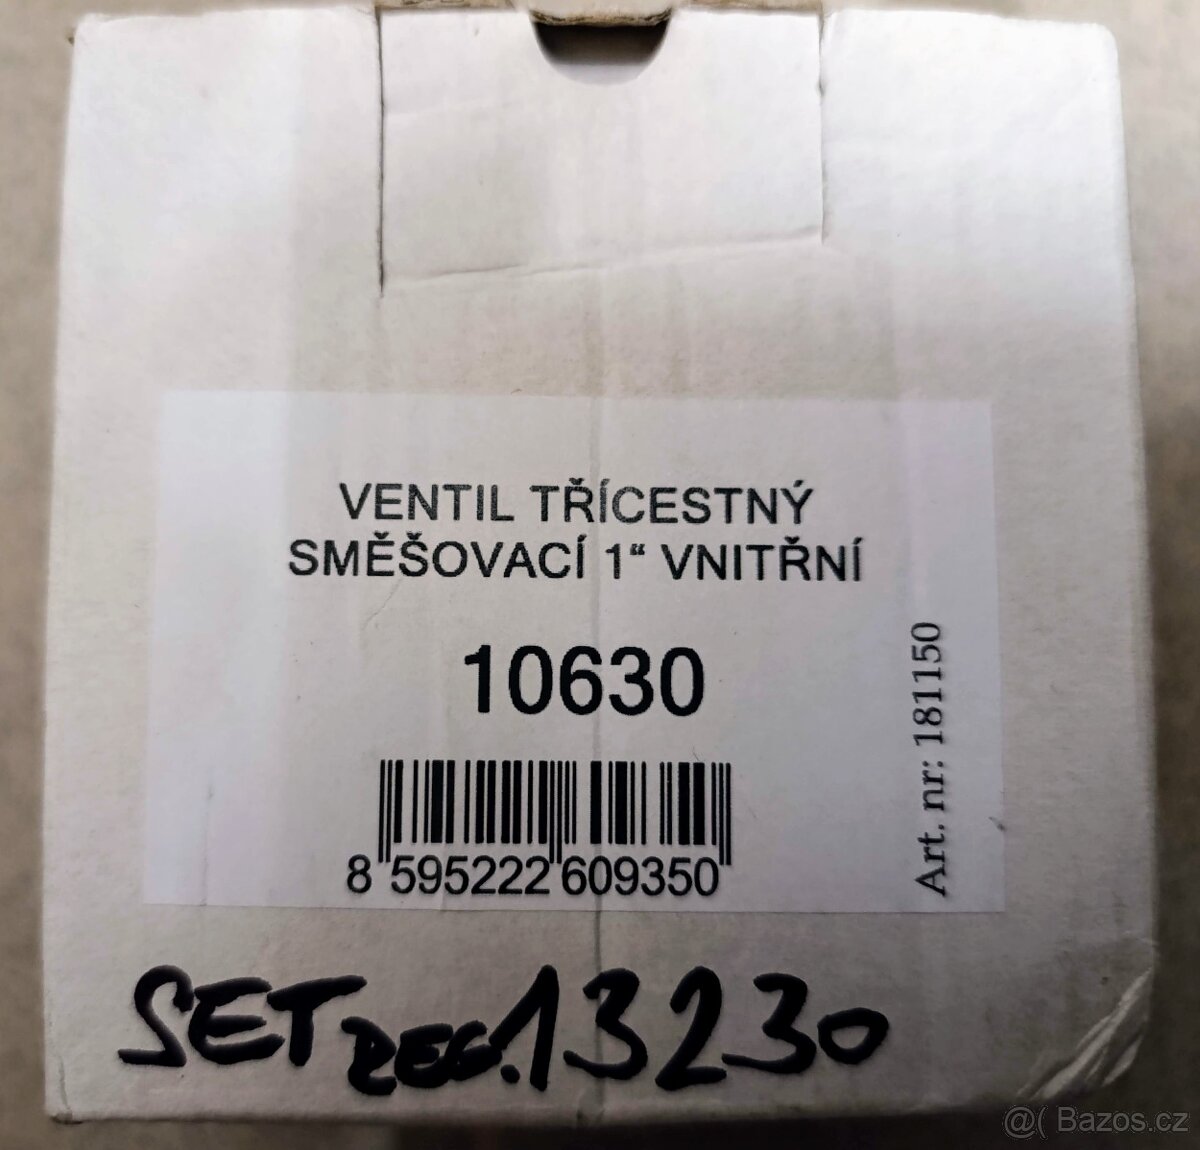 VENTIL TŘÍCESTNÝ
SMĚŠOVACÍ 1“ VNITŘNÍ
10630
8 595222 609350
Art. nr: 181150
SET REG. 13230
@( Bazos.cz